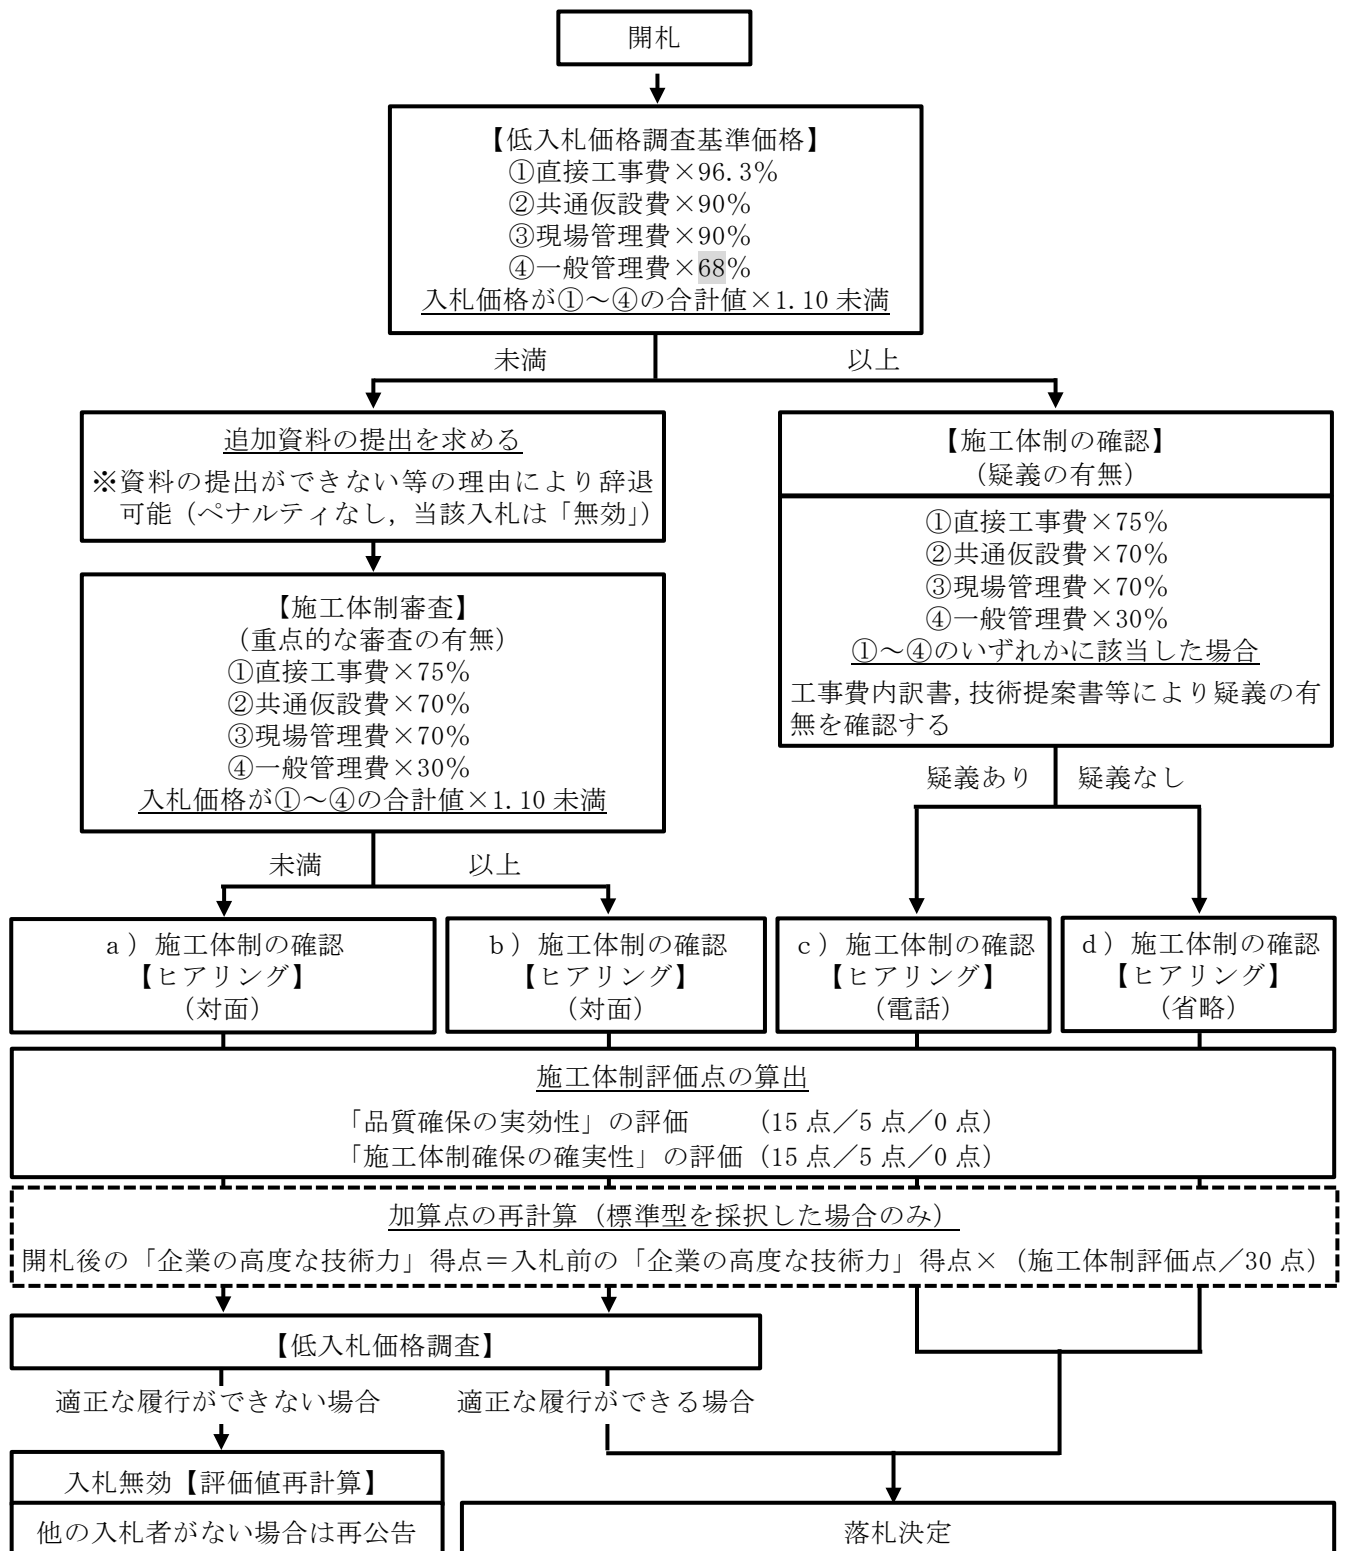 開札
【低入札価格調査基準価格】
①直接工事費×96.3％
②共通仮設費×90％
③現場管理費×90％
④一般管理費×68％
入札価格が①～④の合計値×1.10 未満
未満
以上
追加資料の提出を求める
※資料の提出ができない等の理由により辞退
可能（ペナルティなし，当該入札は「無効」）
【施工体制の確認】
（疑義の有無）
①直接工事費×75％
②共通仮設費×70％
③現場管理費×70％
④一般管理費×30％
①～④のいずれかに該当した場合
工事費内訳書，技術提案書等により疑義の有
無を確認する
【施工体制審査】
（重点的な審査の有無）
①直接工事費×75％
②共通仮設費×70％
③現場管理費×70％
④一般管理費×30％
入札価格が①～④の合計値×1.10 未満
疑義あり
疑義なし
未満
以上
ａ）施工体制の確認
【ヒアリング】
（対面）
ｂ）施工体制の確認
【ヒアリング】
（対面）
ｃ）施工体制の確認
【ヒアリング】
（電話）
ｄ）施工体制の確認
【ヒアリング】
（省略）
施工体制評価点の算出
「品質確保の実効性」の評価　　（15 点／5 点／0 点）
「施工体制確保の確実性」の評価（15 点／5 点／0 点）
加算点の再計算（標準型を採択した場合のみ）
開札後の「企業の高度な技術力」得点＝入札前の「企業の高度な技術力」得点×（施工体制評価点／30 点）
【低入札価格調査】
適正な履行ができない場合
適正な履行ができる場合
入札無効【評価値再計算】
他の入札者がない場合は再公告
落札決定